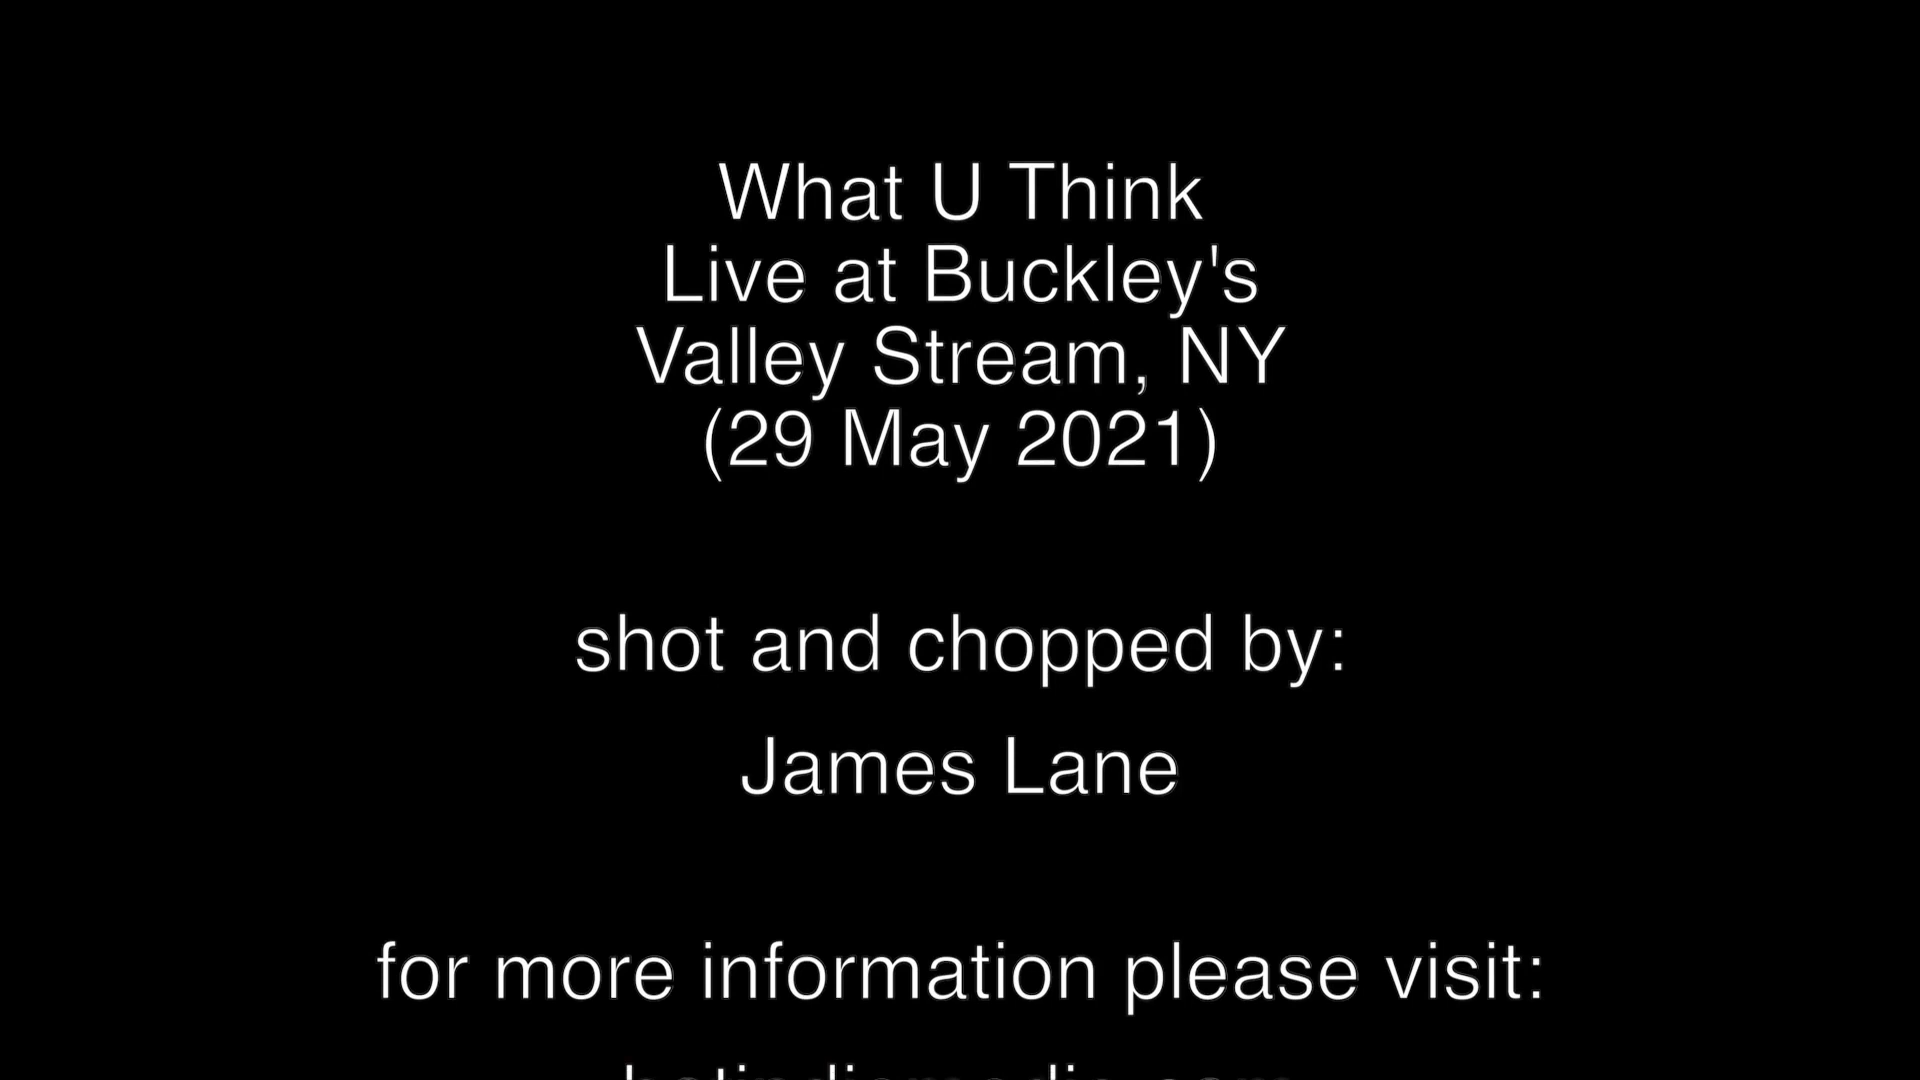 What U Think
Live at Buckley's
Valley Stream, NY
(29 May 2021)
shot and chopped by:
James Lane
for more information please visit: